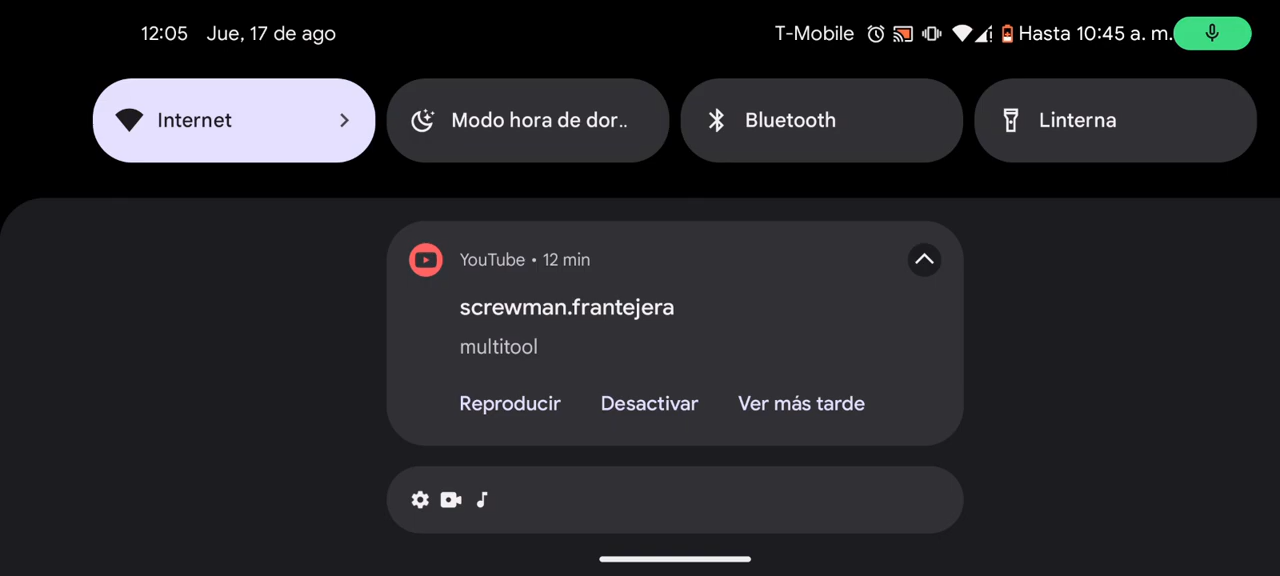 12:05 Jue, 17 de ago
T-Mobile Hasta 10:45 a. m.
Internet
Modo hora de dor..
Bluetooth
Linterna
YouTube • 12 min
screwman.frantejera
multitool
Reproducir Desactivar Ver más tarde